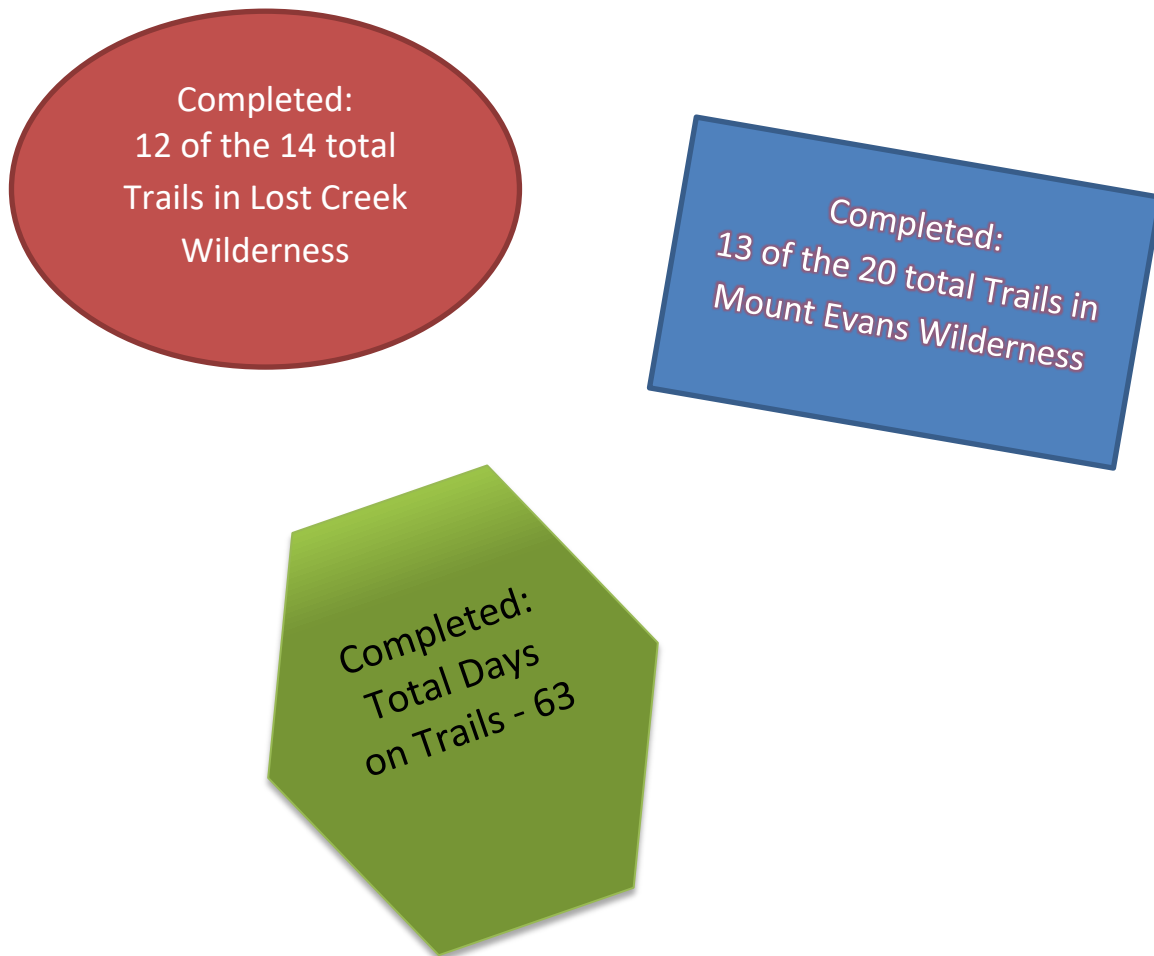 Completed:
12 of the 14 total
Trails in Lost Creek
Wilderness
Completed:
13 of the 20 total Trails in
Mount Evans Wilderness
Completed:
Total Days
on Trails - 63